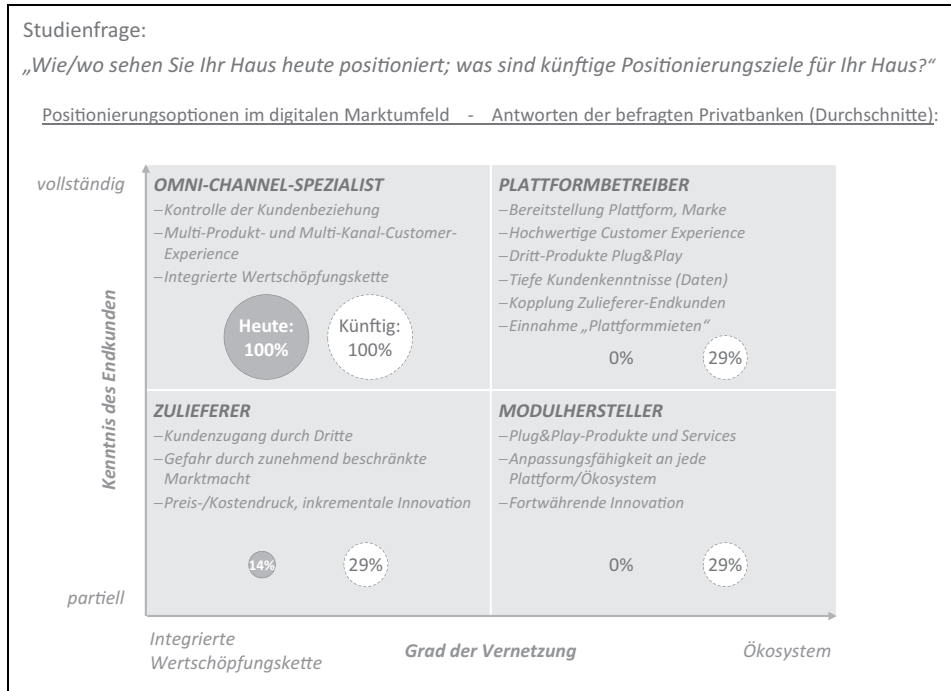 Studienfrage:
„Wie/wo sehen Sie Ihr Haus heute positioniert; was sind künftige Positionierungsziele für Ihr Haus?“
Positionierungsoptionen im digitalen Marktumfeld - Antworten der befragten Privatbanken (Durchschnitte):
vollständig
OMNI-CHANNEL-SPEZIALIST
–Kontrolle der Kundenbeziehung
–Multi-Produkt- und Multi-Kanal-Customer-
Experience
–Integrierte Wertschöpfungskette
Heute:
100%
Künftig:
100%
PLATTFORMBETREIBER
–Bereitstellung Plattform, Marke
–Hochwertige Customer Experience
–Dritt-Produkte Plug&Play
–Tiefe Kundenkenntnisse (Daten)
–Kopplung Zulieferer-Endkunden
–Einnahme „Plattformmieten“
0%
29%
Kenntnis des Endkunden
ZULIEFERER
–Kundenzugang durch Dritte
–Gefahr durch zunehmend beschränkte
Marktmacht
–Preis-/Kostendruck, inkrementale Innovation
14%
29%
MODULHERSTELLER
–Plug&Play-Produkte und Services
–Anpassungsfähigkeit an jede
Plattform/Ökosystem
–Fortwährende Innovation
0%
29%
partiell
Integrierte
Wertschöpfungskette
Grad der Vernetzung
Ökosystem